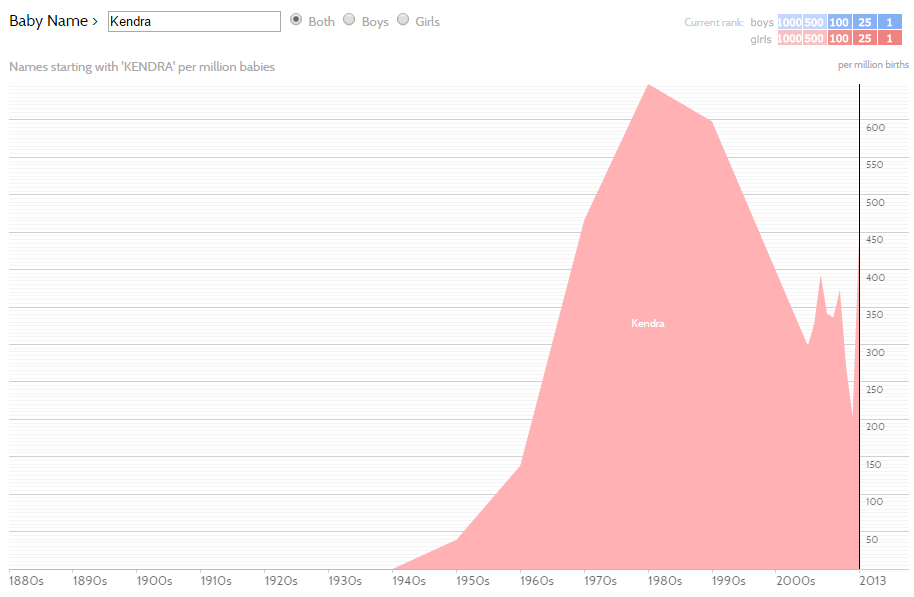 Baby Name › Kendra Both Boys Girls Current rank: boys 1000 500 100 25 1
girls 1000 500 100 25 1
Names starting with 'KENDRA' per million babies per million births
600
550
500
450
400
350
Kendra
300
250
200
150
100
50
1880s 1890s 1900s 1910s 1920s 1930s 1940s 1950s 1960s 1970s 1980s 1990s 2000s 2013